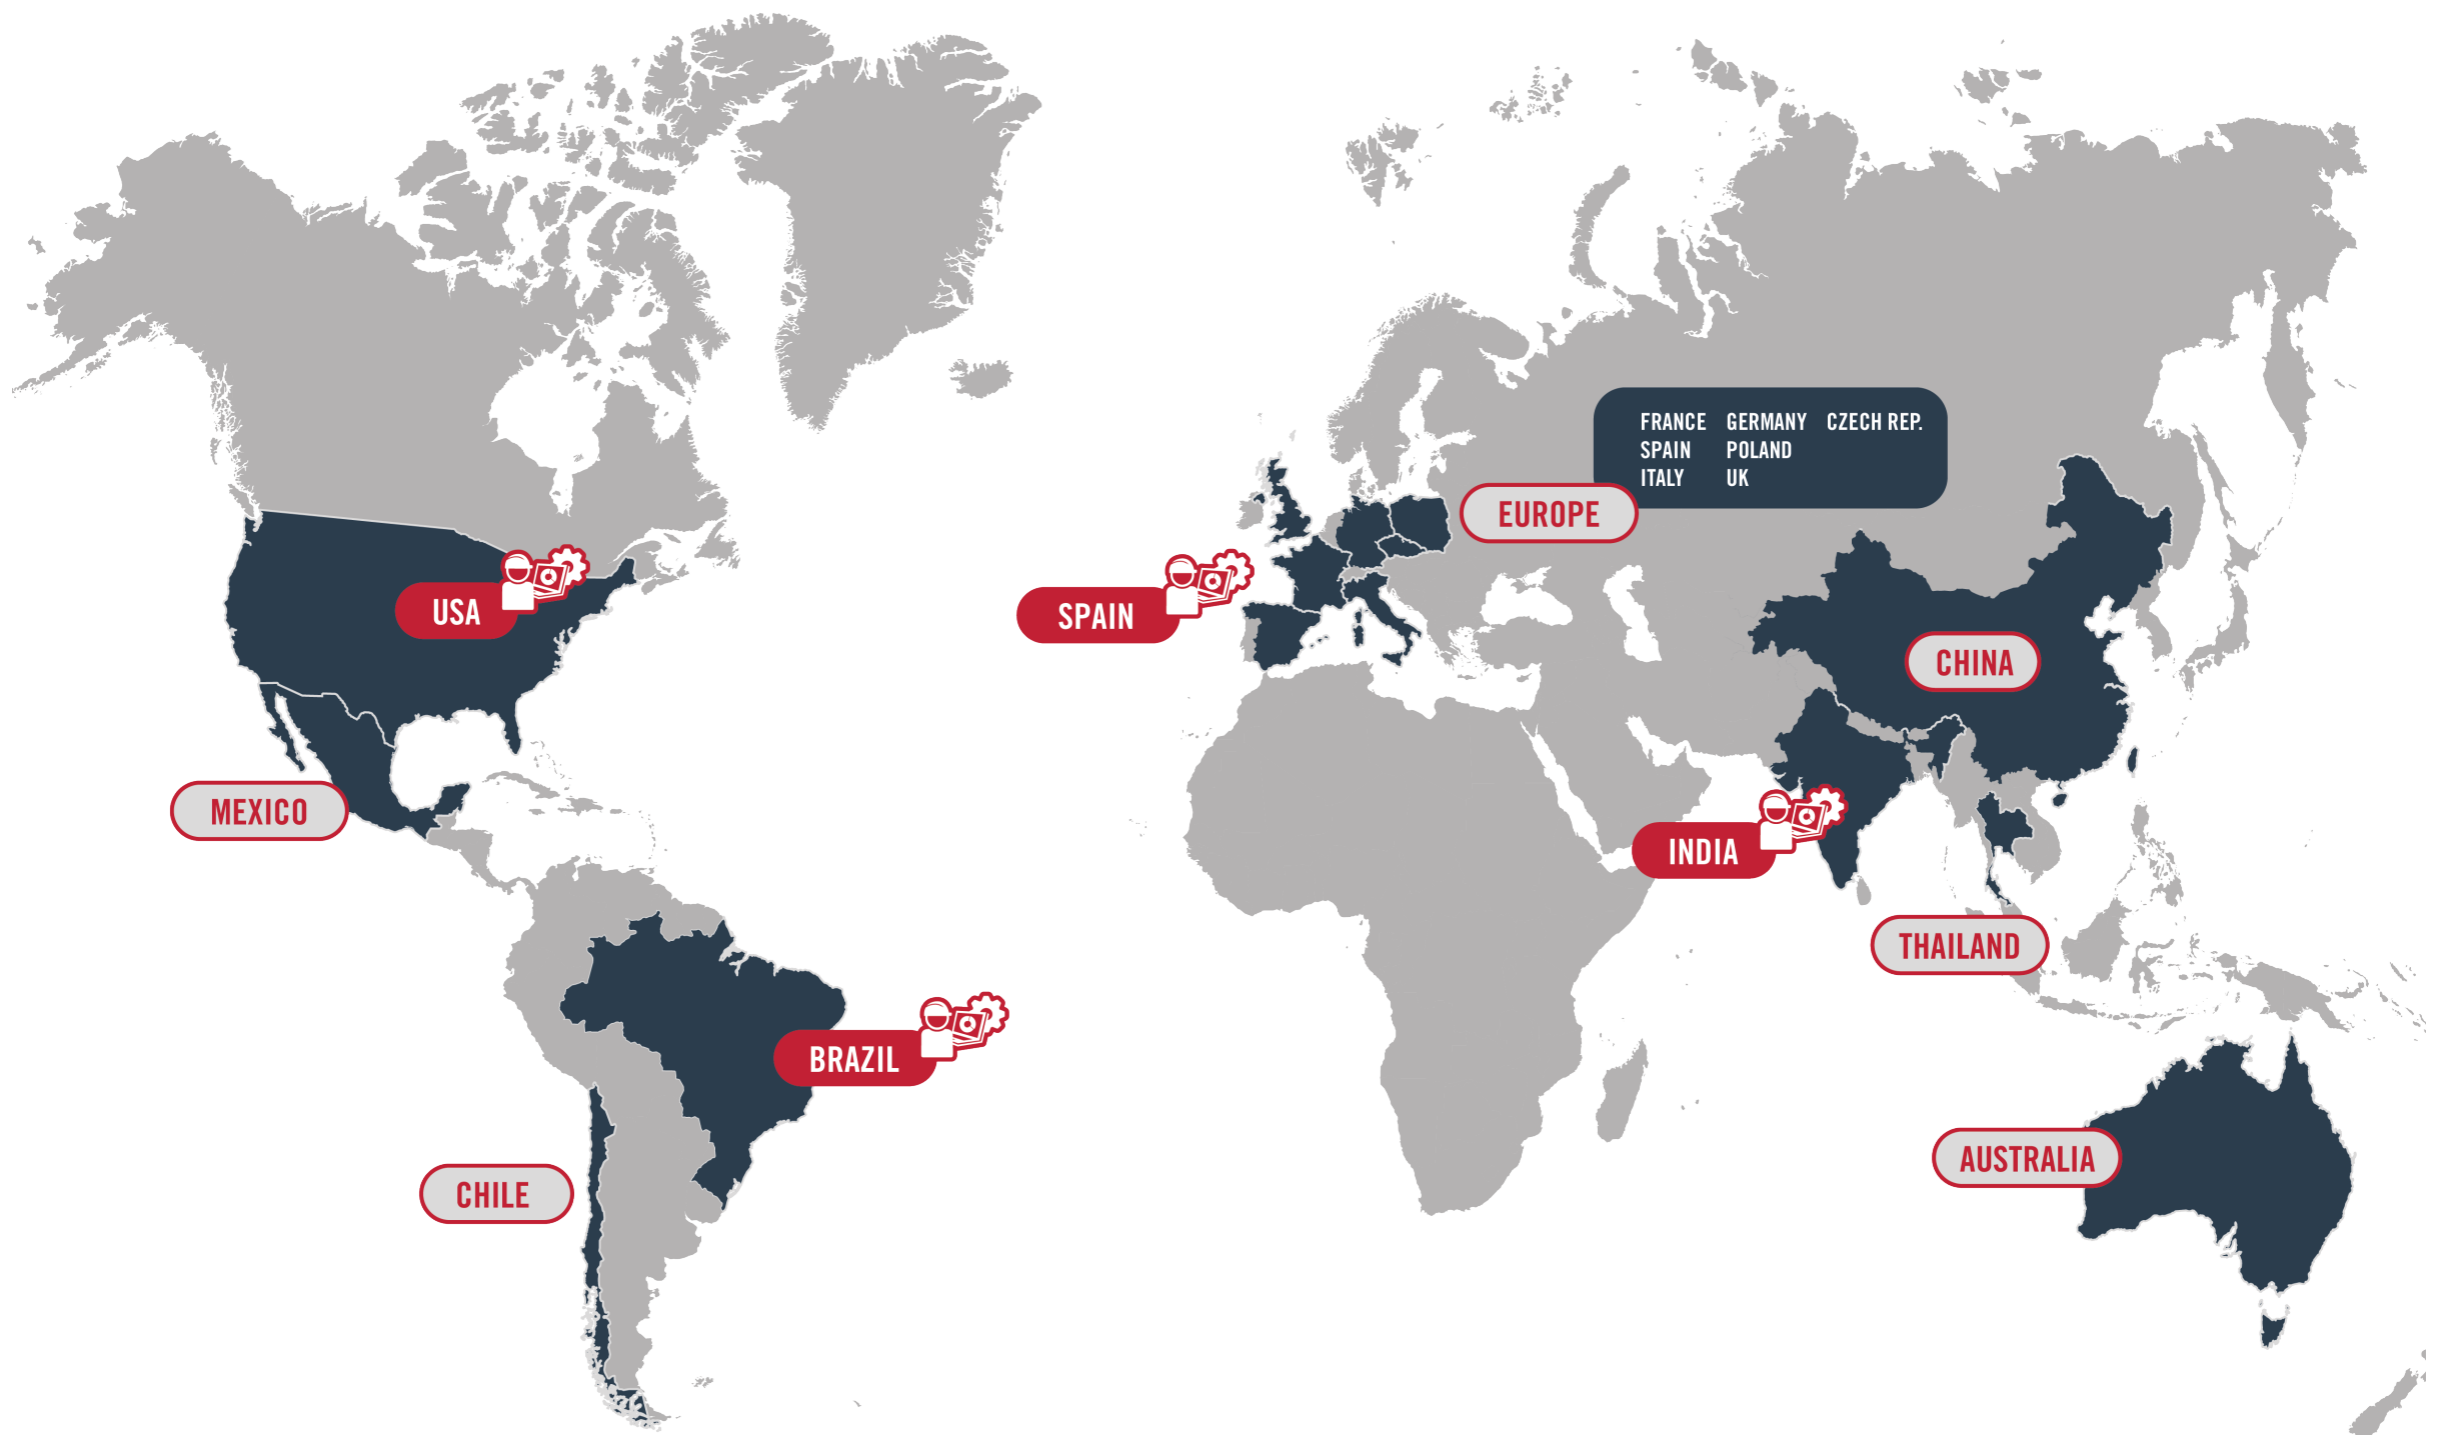 FRANCE GERMANY CZECH REP.
SPAIN POLAND
ITALY UK
EUROPE
USA
SPAIN
CHINA
MEXICO
INDIA
THAILAND
BRAZIL
AUSTRALIA
CHILE